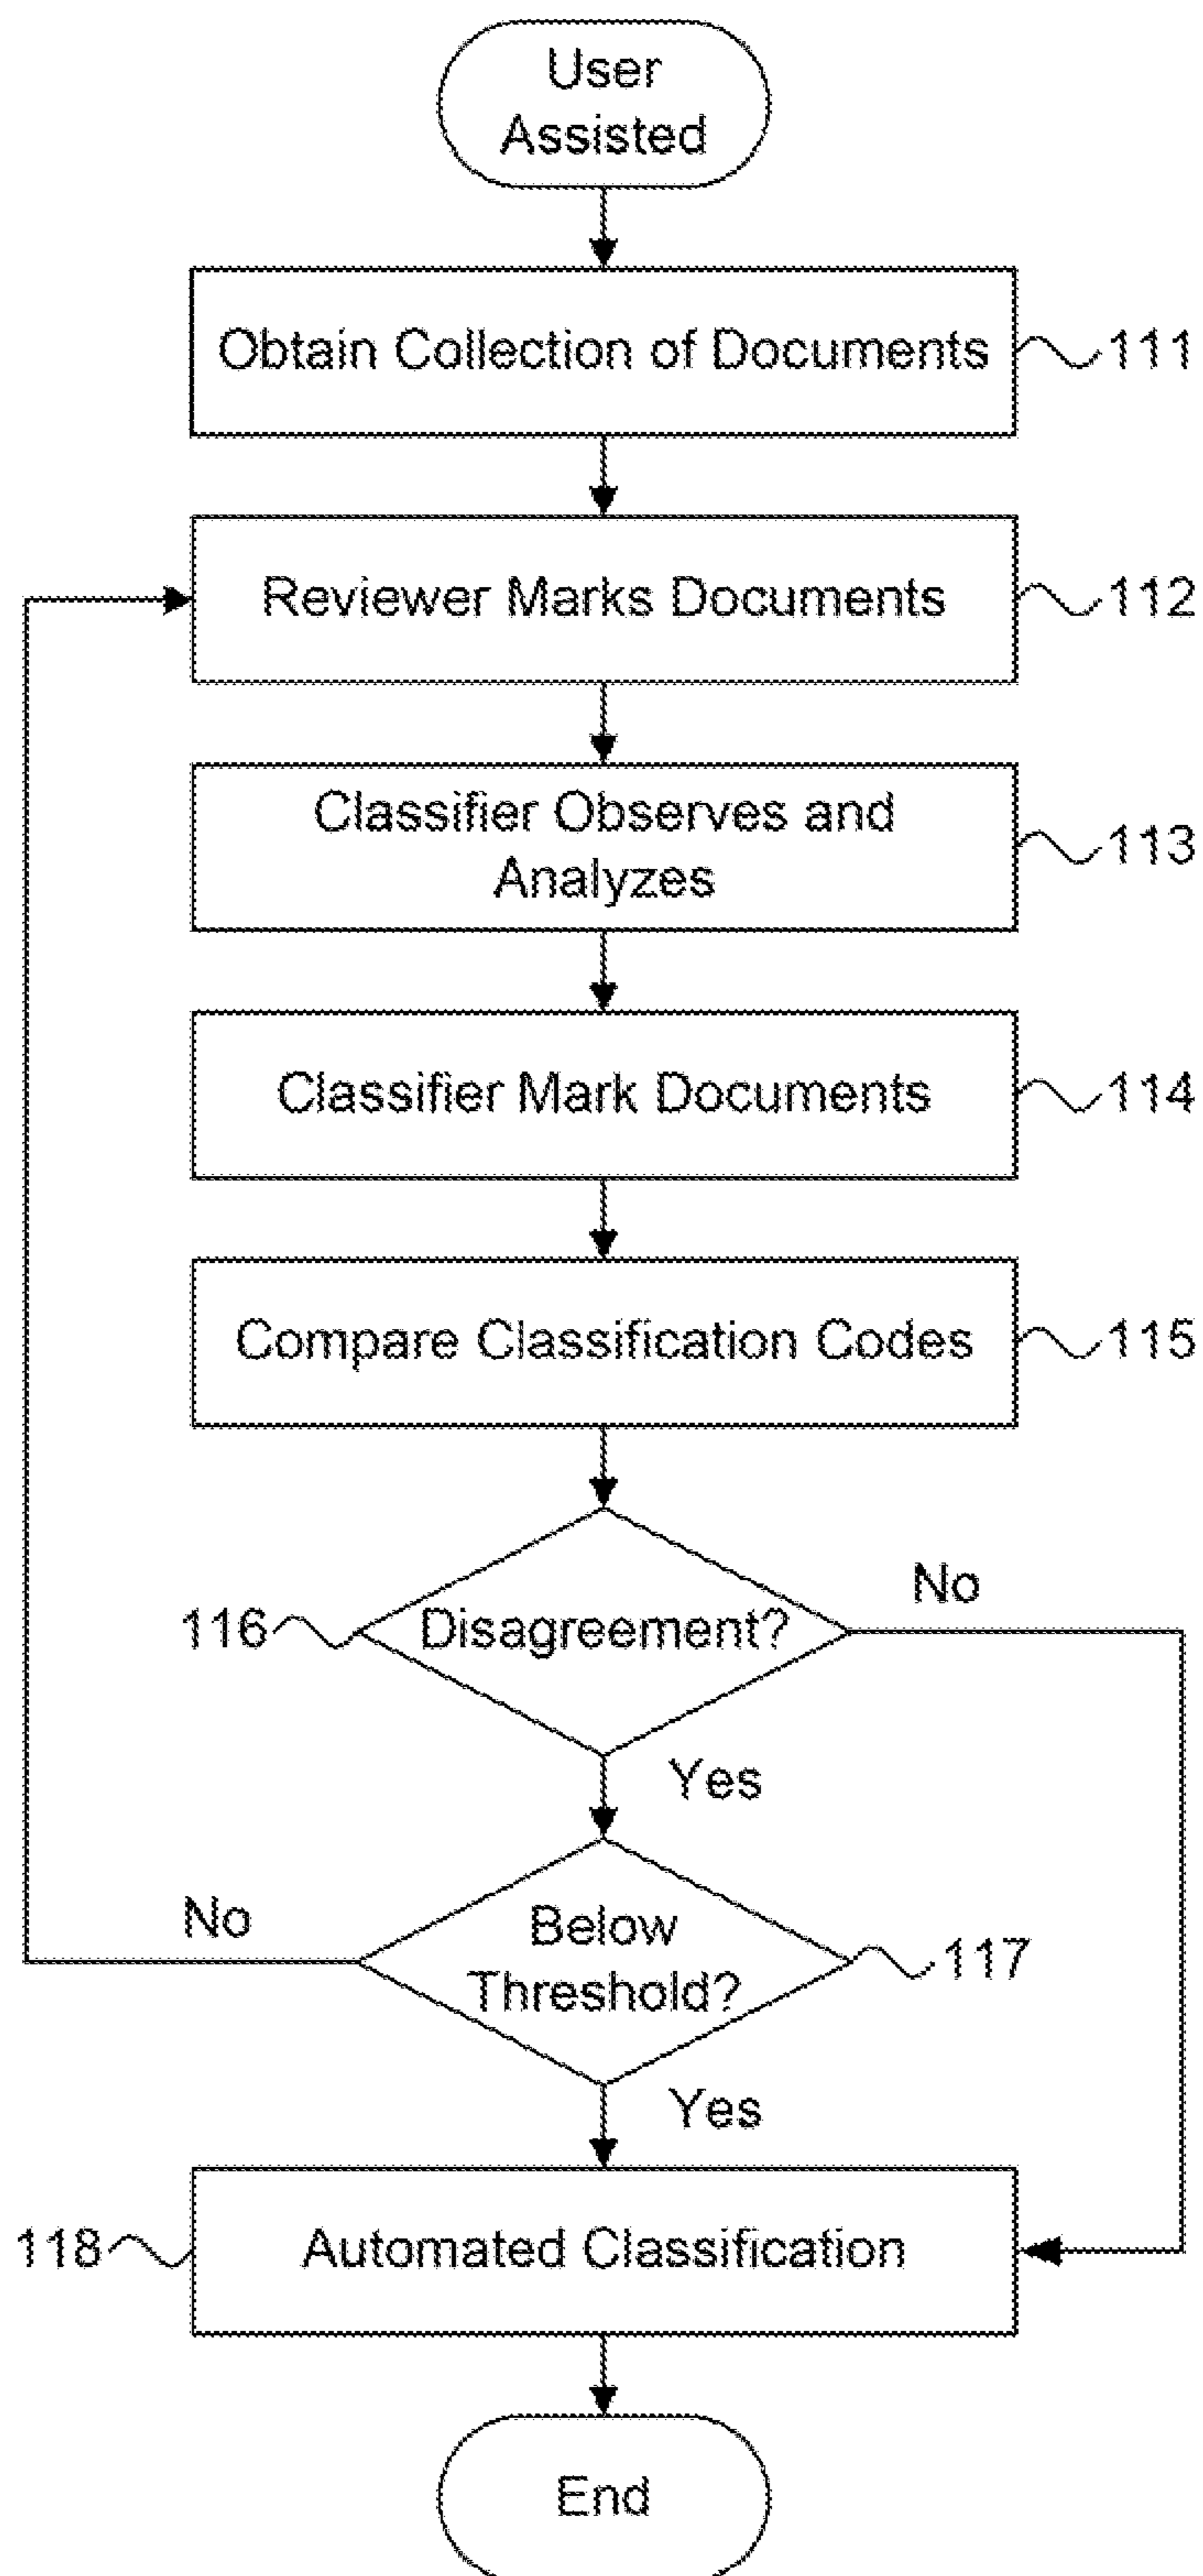 User
Assisted
Obtain Collection of Documents
111
Reviewer Marks Documents
112
Classifier Observes and
Analyzes
113
Classifier Mark Documents
114
Compare Classification Codes
115
No
116
Disagreement?
Yes
No
Below
Threshold?
117
Yes
118
Automated Classification
End